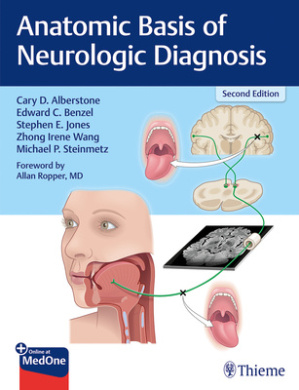 Anatomic Basis of
Neurologic Diagnosis
Second Edition
Cary D. Alberstone
Edward C. Benzel
Stephen E. Jones
Zhong Irene Wang
Michael P. Steinmetz
Foreword by
Allan Ropper, MD
Online at
MedOne
Thieme